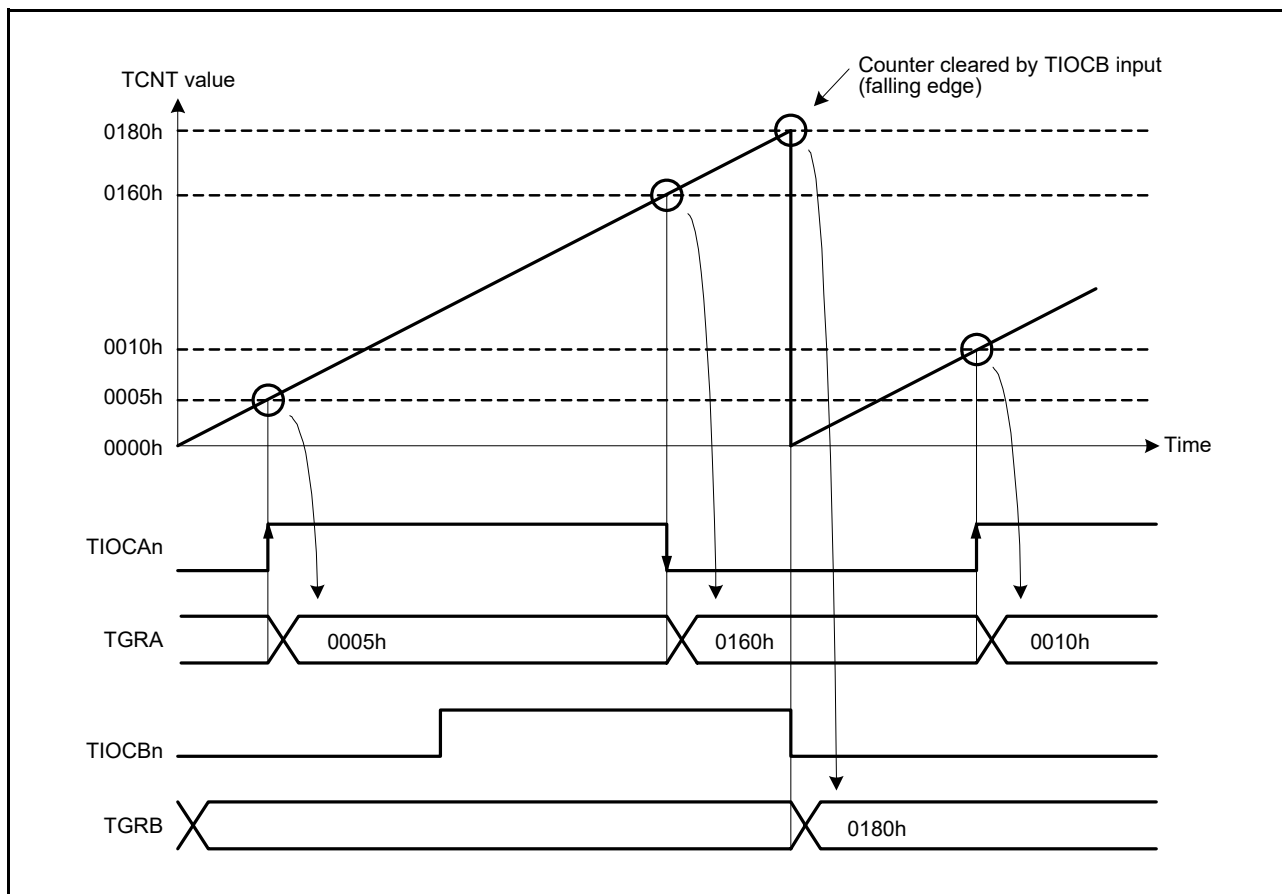 Counter cleared by TIOCB input
(falling edge)
TCNT value
0180h
0160h
0010h
0005h
0000h
Time
TIOCAn
TGRA
0005h
0160h
0010h
TIOCBn
TGRB
0180h